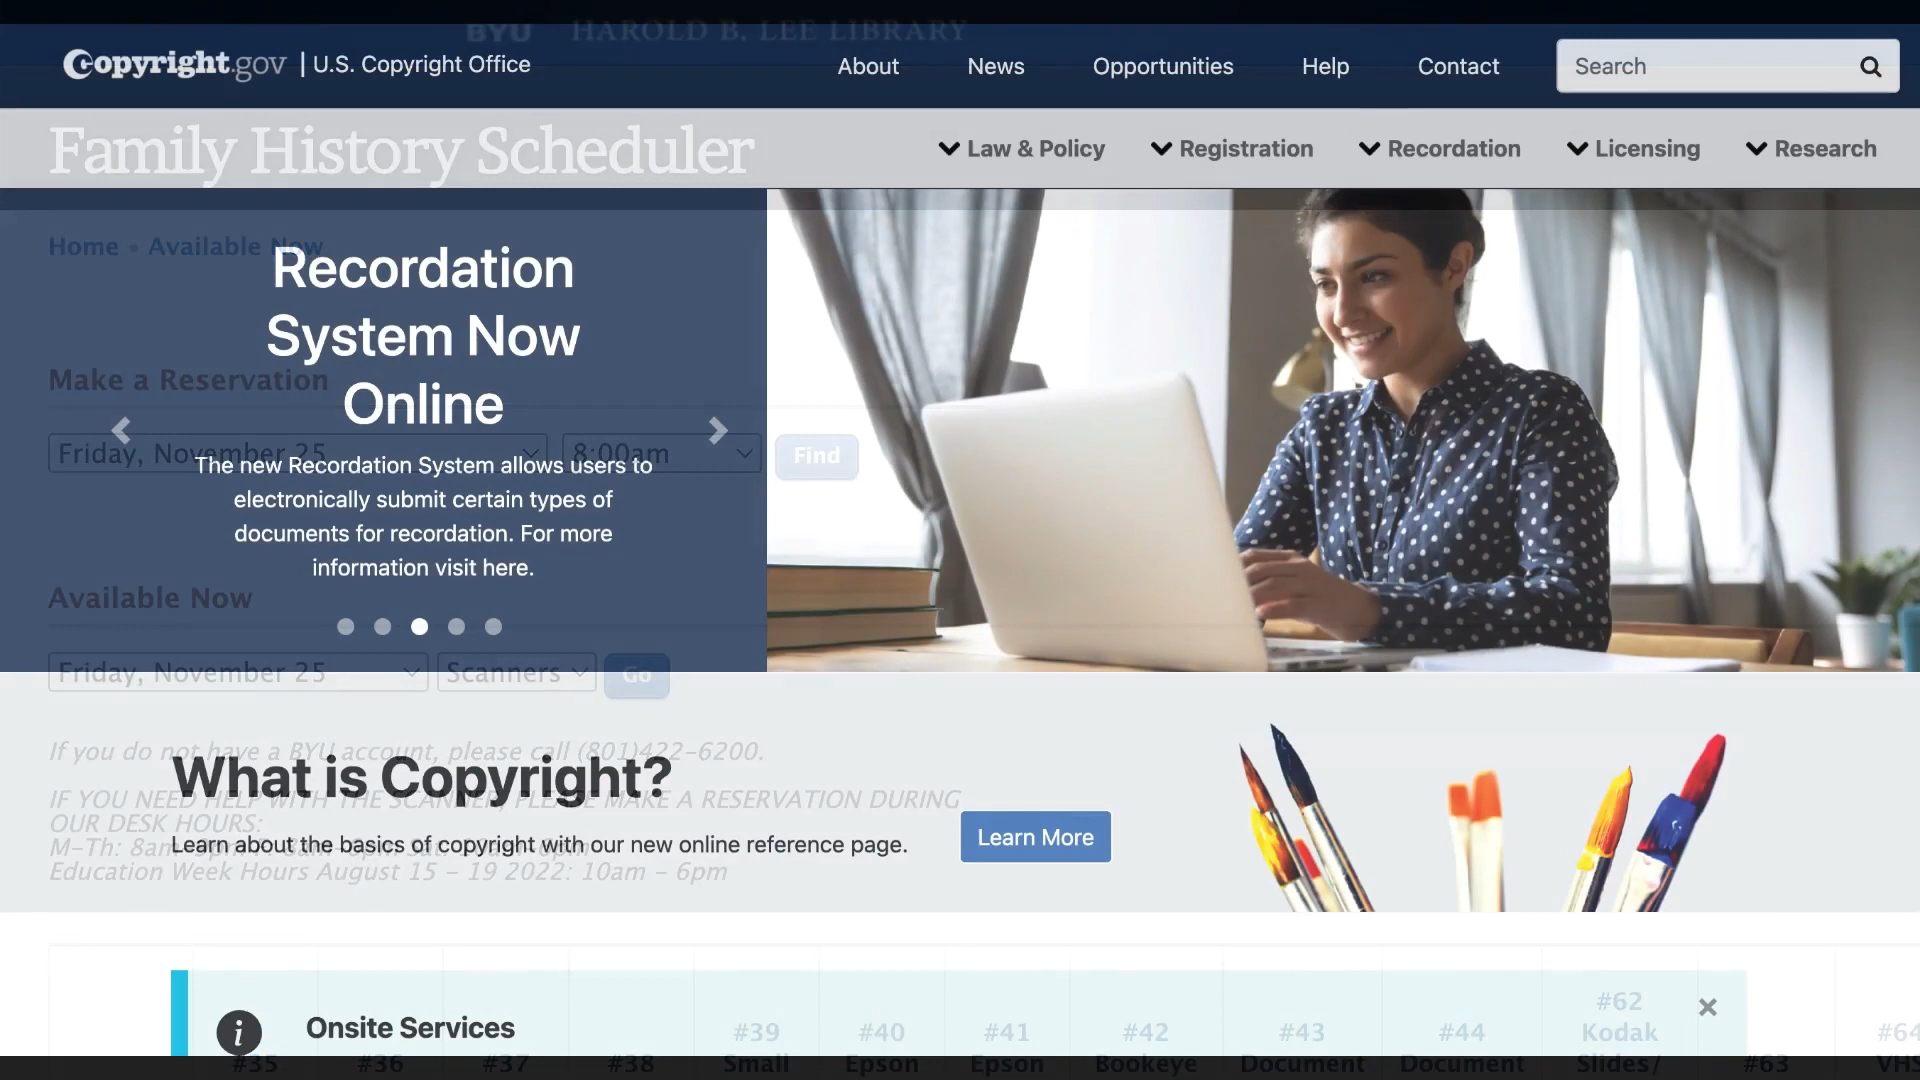 BYU HAROLD B. LEE LIBRARY
Copyright.gov | U.S. Copyright Office
About News Opportunities Help Contact
Search
Family History Scheduler
Law & Policy Registration Recordation Licensing Research
Home • Available Now
Recordation
System Now
Online
Make a Reservation
Friday, November 25 8:00am Find
The new Recordation System allows users to
electronically submit certain types of
documents for recordation. For more
information visit here.
Available Now
Friday, November 25 Scanners Go
If you do not have a BYU account, please call (801)422-6200.
What is Copyright?
IF YOU NEED HELP WITH THE SCANNER, PLEASE MAKE A RESERVATION DURING
OUR DESK HOURS:
Learn about the basics of copyright with our new online reference page.
Learn More
M-Th: 8am
Education Week Hours August 15 - 19 2022: 10am - 6pm
Onsite Services
#35 #36 #37 #38
#39
Small
#40
Epson
#41
Epson
#42
Bookeye
#43
Document
#44
Document
#62
Kodak
Slides/
#63
#64
VHS